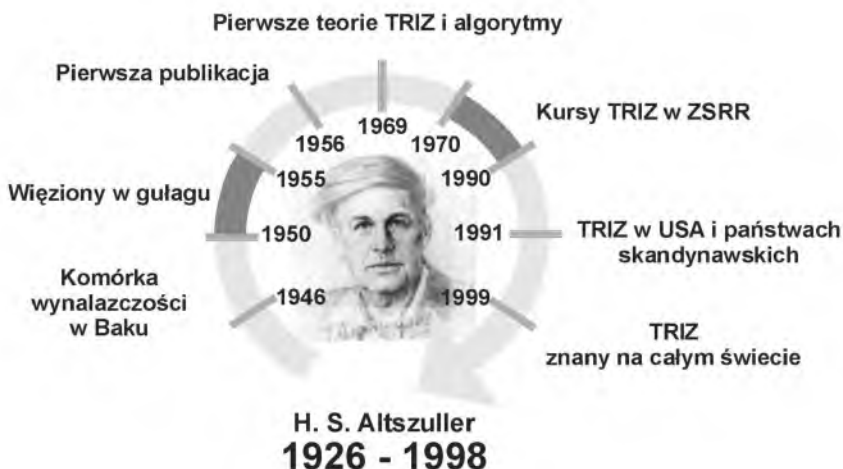 Pierwsze teorie TRIZ i algorytmy
Pierwsza publikacja
Kursy TRIZ w ZSRR
Więziony w gułagu
TRIZ w USA i państwach
skandynawskich
Komórka
wynalazczości
w Baku
TRIZ
znany na całym świecie
1946
1950
1955
1956
1969
1970
1990
1991
1999
H. S. Altszuller
1926 - 1998